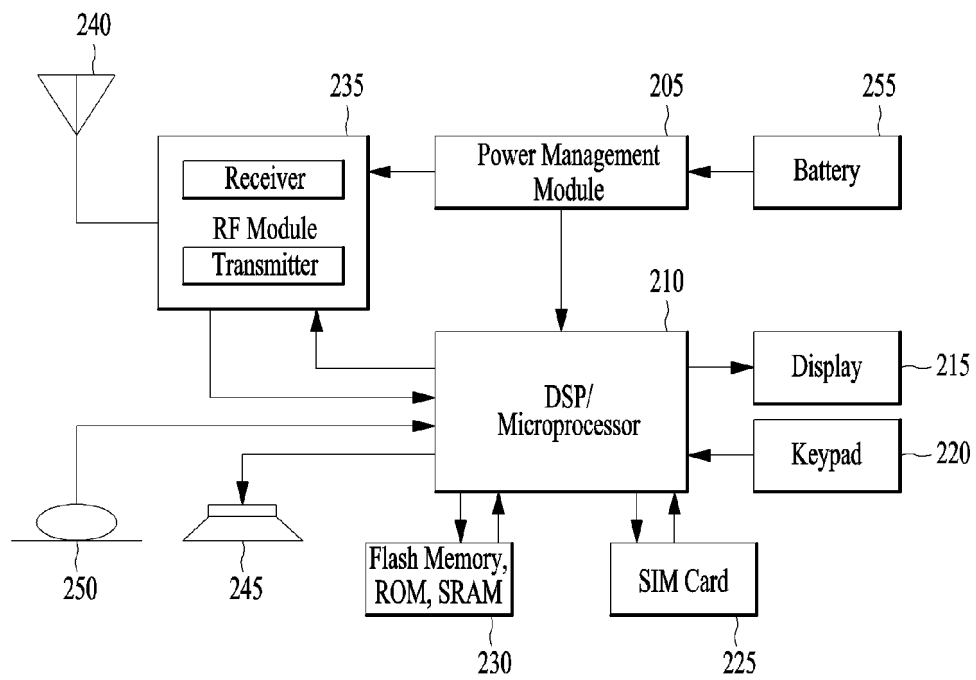 240
235
205
255
Receiver
RF Module
Transmitter
Power Management
Module
Battery
210
DSP/
Microprocessor
Display
215
Keypad
220
250
245
Flash Memory,
ROM, SRAM
230
SIM Card
225